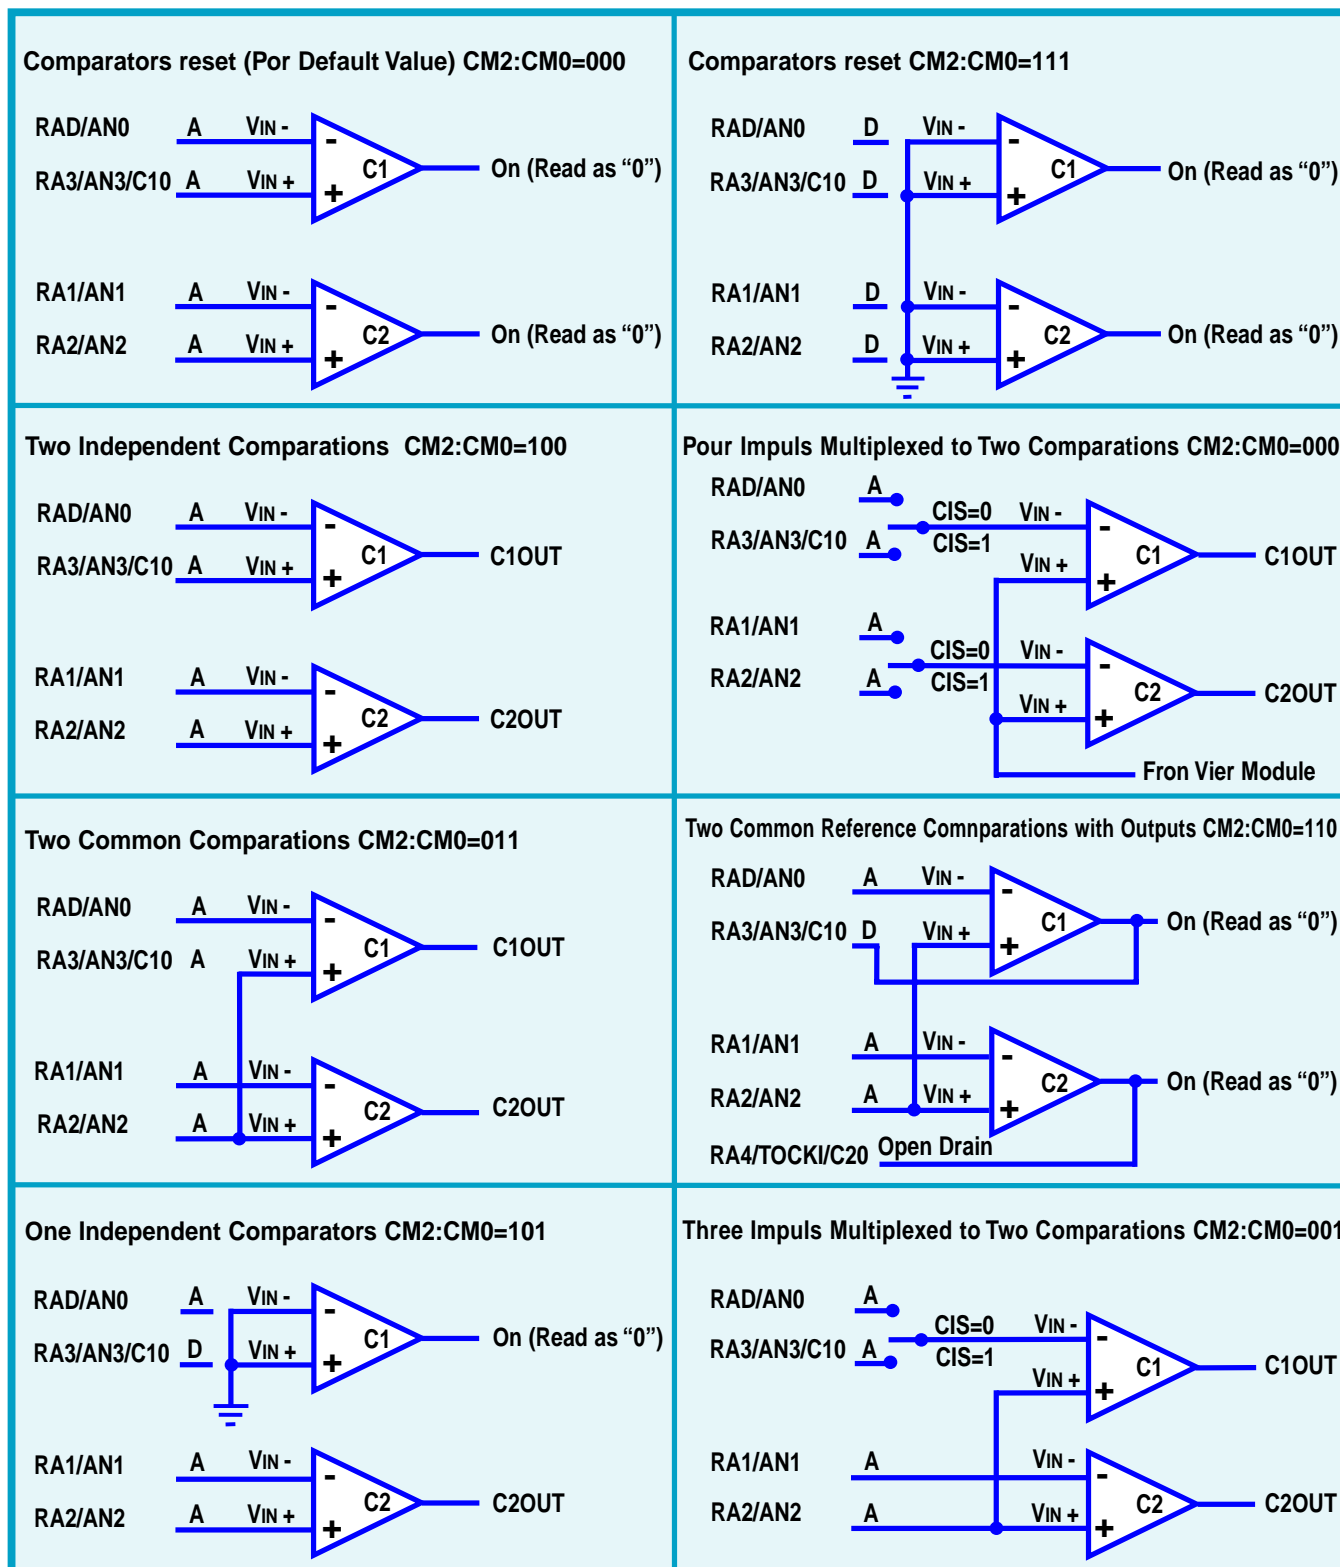 Comparators reset (Por Default Value) CM2:CM0=000
RAD/AN0 A VIN - -
C1 On (Read as “0”)
RA3/AN3/C10 A VIN + +
RA1/AN1 A VIN - -
C2 On (Read as “0”)
RA2/AN2 A VIN + +
Comparators reset CM2:CM0=111
RAD/AN0 D VIN - -
C1 On (Read as “0”)
RA3/AN3/C10 D VIN + +
RA1/AN1 D VIN - -
C2 On (Read as “0”)
RA2/AN2 D VIN + +
Two Independent Comparations CM2:CM0=100
RAD/AN0 A VIN - -
C1 C1OUT
RA3/AN3/C10 A VIN + +
RA1/AN1 A VIN - -
C2 C2OUT
RA2/AN2 A VIN + +
Pour Impuls Multiplexed to Two Comparations CM2:CM0=000
RAD/AN0 A
CIS=0 VIN - -
RA3/AN3/C10 A CIS=1 C1 C1OUT
VIN + +
RA1/AN1 A
CIS=0 VIN - -
RA2/AN2 A CIS=1 C2 C2OUT
VIN + +
Fron Vier Module
Two Common Comparations CM2:CM0=011
RAD/AN0 A VIN - -
C1 C1OUT
RA3/AN3/C10 A VIN + +
RA1/AN1 A VIN - -
C2 C2OUT
RA2/AN2 A VIN + +
Two Common Reference Comnparations with Outputs CM2:CM0=110
RAD/AN0 A VIN - -
C1 On (Read as “0”)
RA3/AN3/C10 D VIN + +
RA1/AN1 A VIN - -
C2 On (Read as “0”)
RA2/AN2 A VIN + +
RA4/TOCKI/C20 Open Drain
One Independent Comparators CM2:CM0=101
RAD/AN0 A VIN - -
C1 On (Read as “0”)
RA3/AN3/C10 D VIN + +
RA1/AN1 A VIN - -
C2 C2OUT
RA2/AN2 A VIN + +
Three Impuls Multiplexed to Two Comparations CM2:CM0=001
RAD/AN0 A
CIS=0 VIN - -
RA3/AN3/C10 A CIS=1 C1 C1OUT
VIN + +
RA1/AN1 A VIN - -
C2 C2OUT
RA2/AN2 A VIN + +